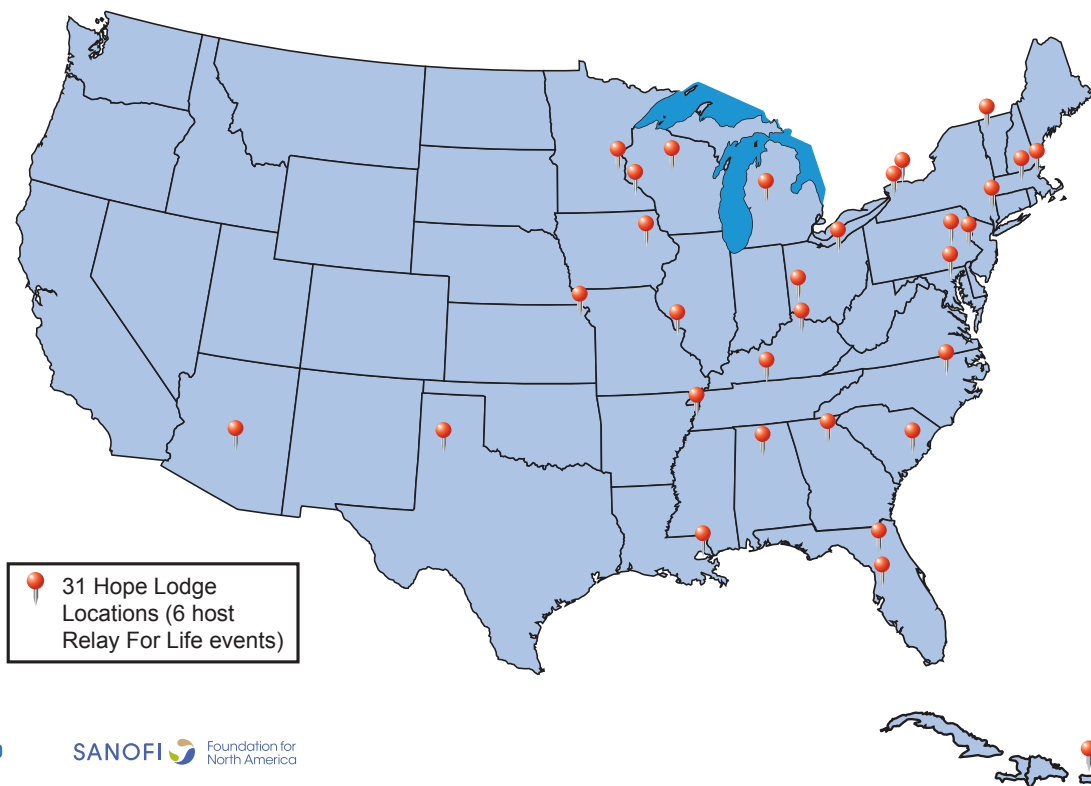 31 Hope Lodge
Locations (6 host
Relay For Life events)
SANOFI
Foundation for
North America